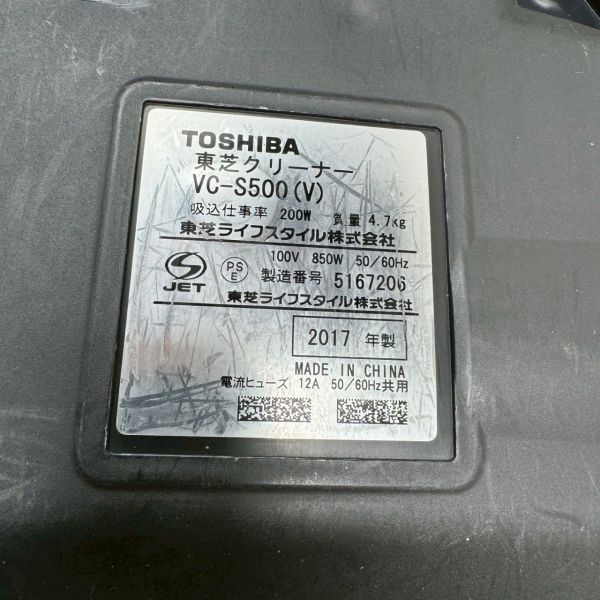 TOSHIBA
東芝クリーナー
VC-S500(V)
吸込仕事率 200W 質量 4.7kg
東芝ライフスタイル株式会社
100V 850W 50/60Hz
S JET PS E 製造番号 5167206
東芝ライフスタイル株式会社
2017 年製
MADE IN CHINA
電流ヒューズ 12A 50/60Hz共用